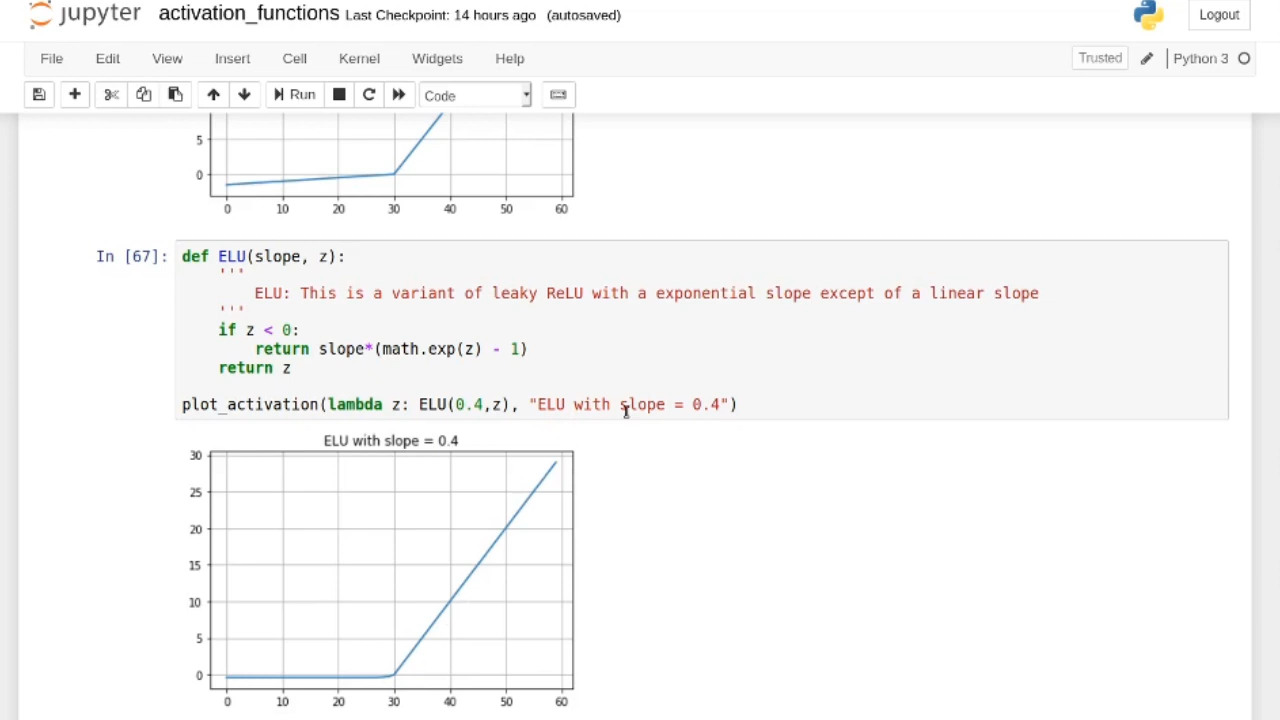 jupyter activation_functions Last Checkpoint: 14 hours ago (autosaved) Logout
File Edit View Insert Cell Kernel Widgets Help Trusted Python 3
Run Code
5
0
0 10 20 30 40 50 60
In [67]: def ELU(slope, z):
'''
ELU: This is a variant of leaky ReLU with a exponential slope except of a linear slope
'''
if z < 0:
return slope*(math.exp(z) - 1)
return z
plot_activation(lambda z: ELU(0.4,z), "ELU with slope = 0.4")
ELU with slope = 0.4
30
25
20
15
10
5
0
0 10 20 30 40 50 60